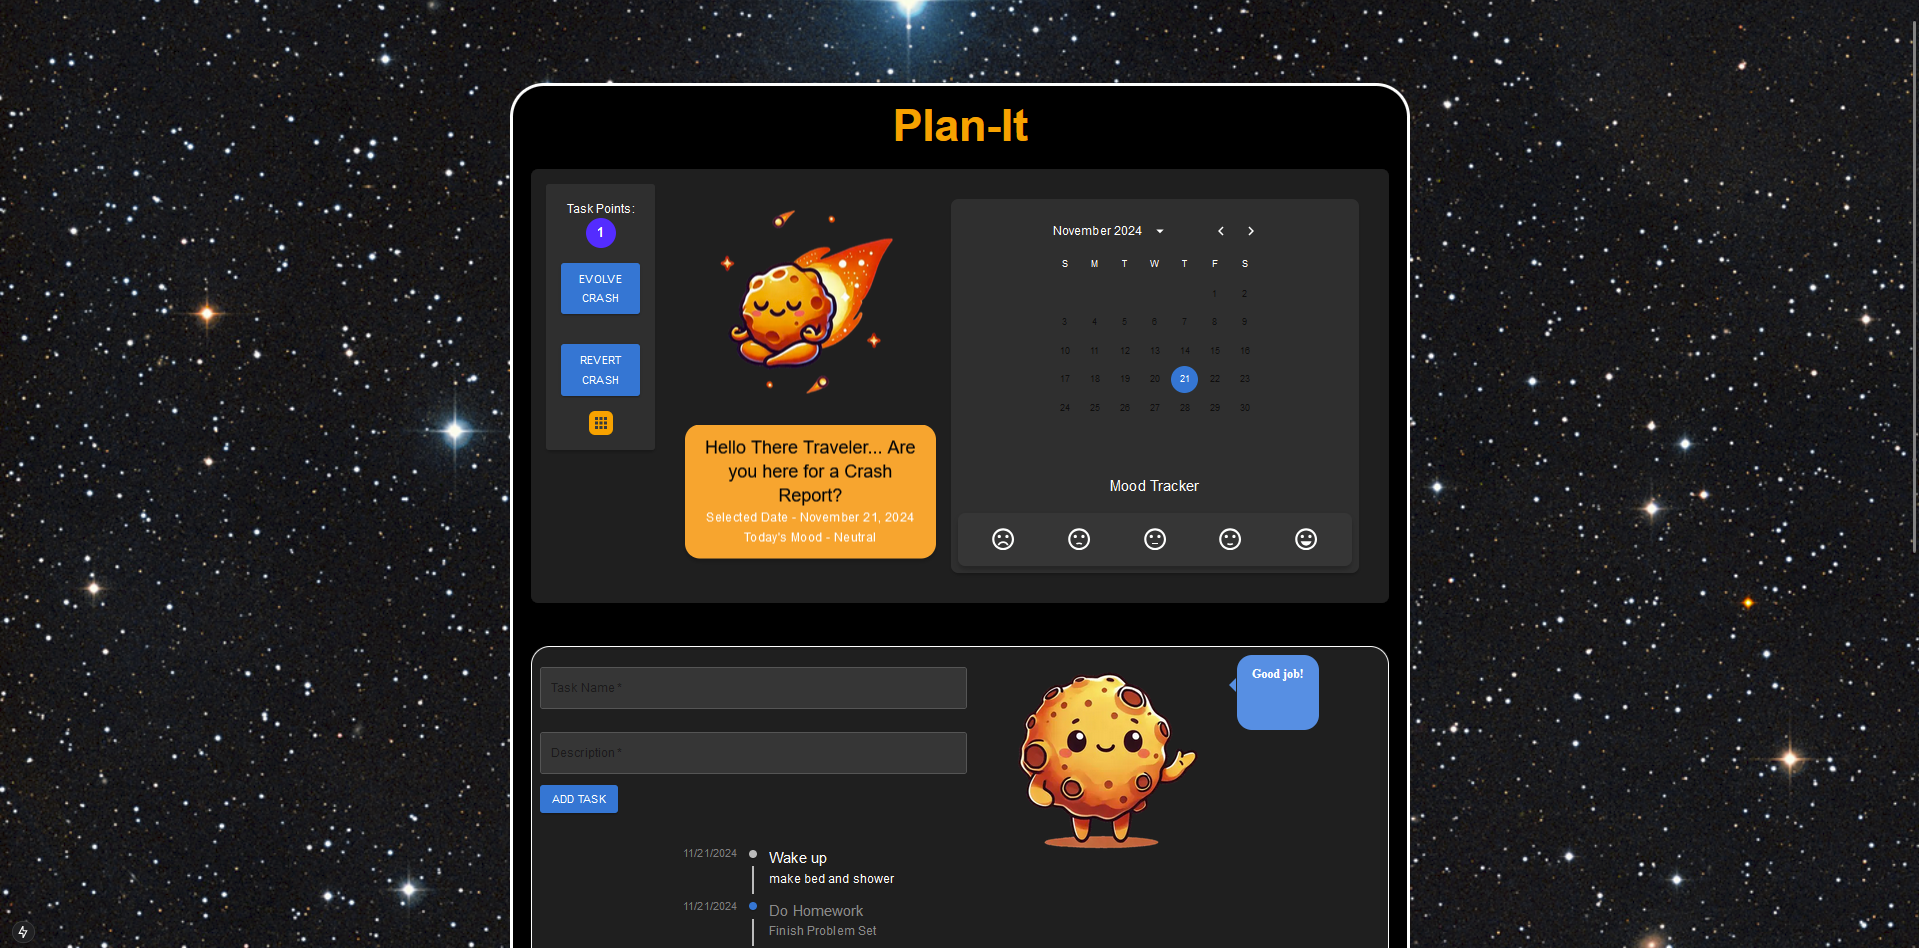 Plan-It
Task Points:
1
EVOLVE
CRASH
REVERT
CRASH
Hello There Traveler... Are
you here for a Crash
Report?
Selected Date - November 21, 2024
Today's Mood - Neutral
November 2024
S M T W T F S
1 2
3 4 5 6 7 8 9
10 11 12 13 14 15 16
17 18 19 20 21 22 23
24 25 26 27 28 29 30
Mood Tracker
Task Name *
Description *
ADD TASK
Good job!
11/21/2024
Wake up
make bed and shower
11/21/2024
Do Homework
Finish Problem Set